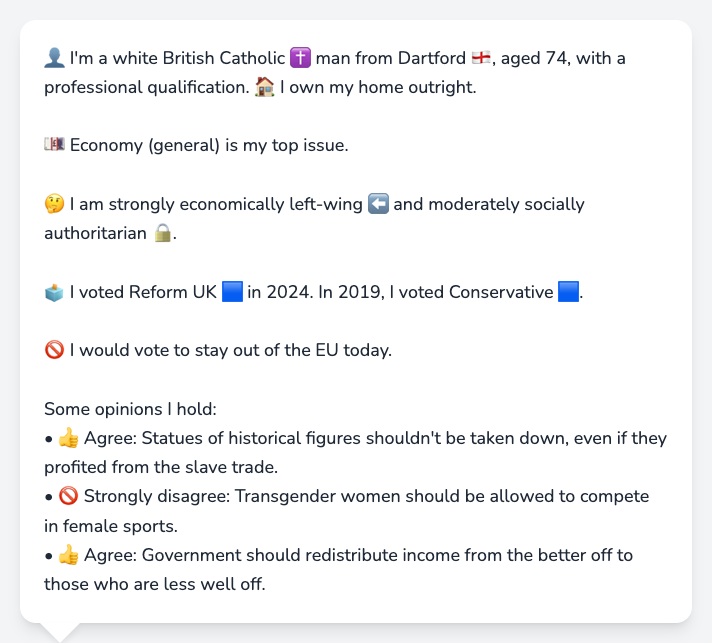 👤 I'm a white British Catholic ✝️ man from Dartford 🏴󠁧󠁢󠁥󠁮󠁧󠁿, aged 74, with a
professional qualification. 🏠 I own my home outright.
💷 Economy (general) is my top issue.
🤔 I am strongly economically left-wing ⬅️ and moderately socially
authoritarian 🔒.
🗳️ I voted Reform UK 🟦 in 2024. In 2019, I voted Conservative 🟦.
🚫 I would vote to stay out of the EU today.
Some opinions I hold:
• 👍 Agree: Statues of historical figures shouldn't be taken down, even if they
profited from the slave trade.
• 🚫 Strongly disagree: Transgender women should be allowed to compete
in female sports.
• 👍 Agree: Government should redistribute income from the better off to
those who are less well off.